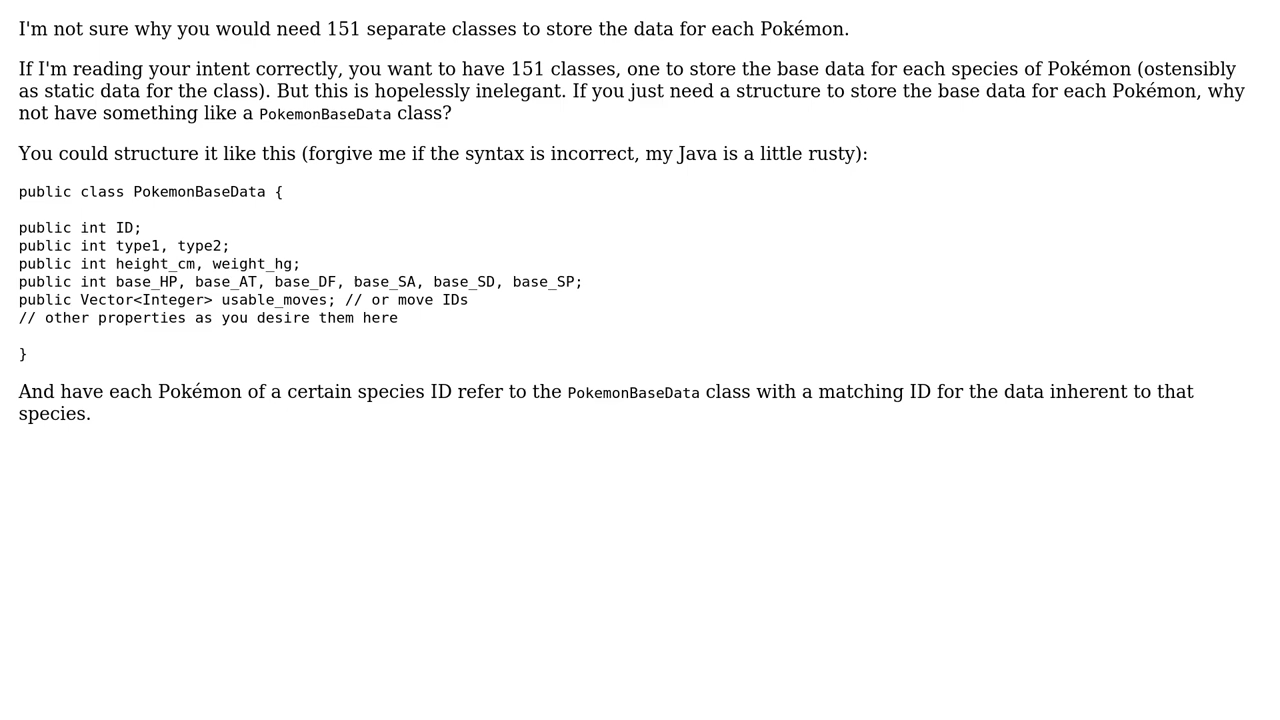 I'm not sure why you would need 151 separate classes to store the data for each Pokémon.
If I'm reading your intent correctly, you want to have 151 classes, one to store the base data for each species of Pokémon (ostensibly
as static data for the class). But this is hopelessly inelegant. If you just need a structure to store the base data for each Pokémon, why
not have something like a PokemonBaseData class?
You could structure it like this (forgive me if the syntax is incorrect, my Java is a little rusty):
public class PokemonBaseData {
public int ID;
public int type1, type2;
public int height_cm, weight_hg;
public int base_HP, base_AT, base_DF, base_SA, base_SD, base_SP;
public Vector<Integer> usable_moves; // or move IDs
// other properties as you desire them here
}
And have each Pokémon of a certain species ID refer to the PokemonBaseData class with a matching ID for the data inherent to that
species.